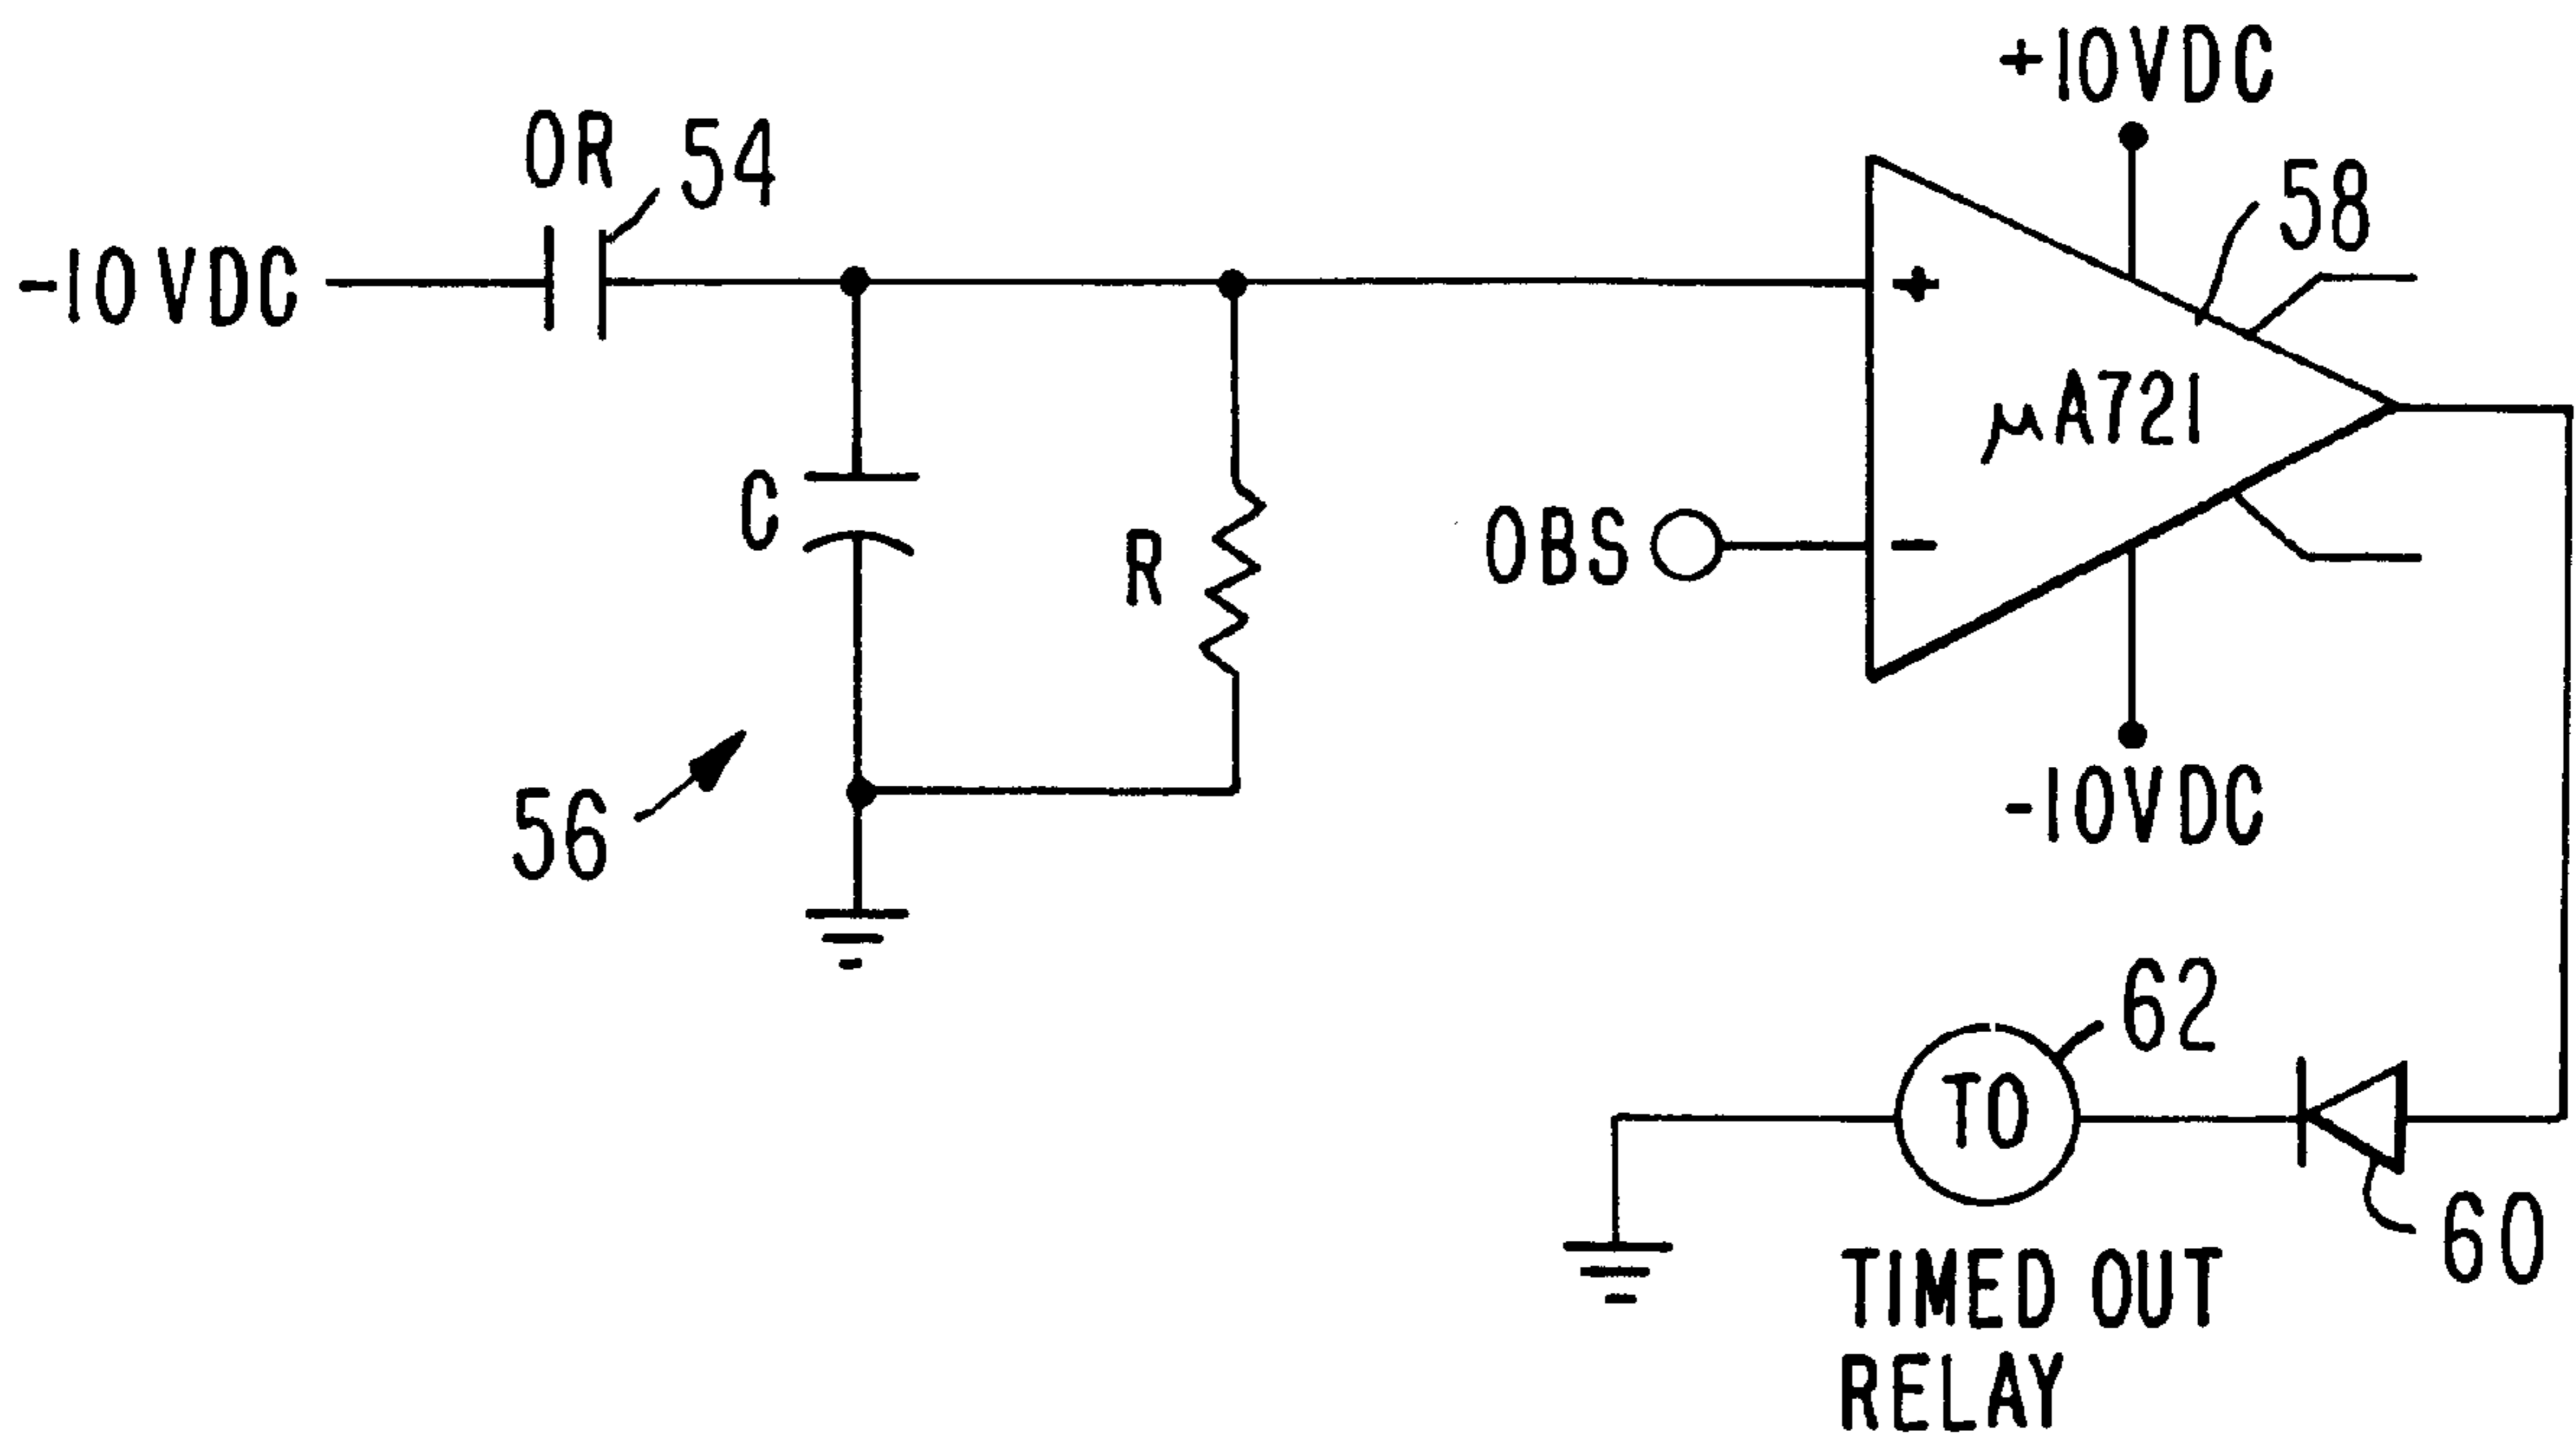 +10VDC
OR 54
-10VDC
58
+
μA721
C
R
OBS
-
56
-10VDC
62
TO
60
TIMED OUT
RELAY